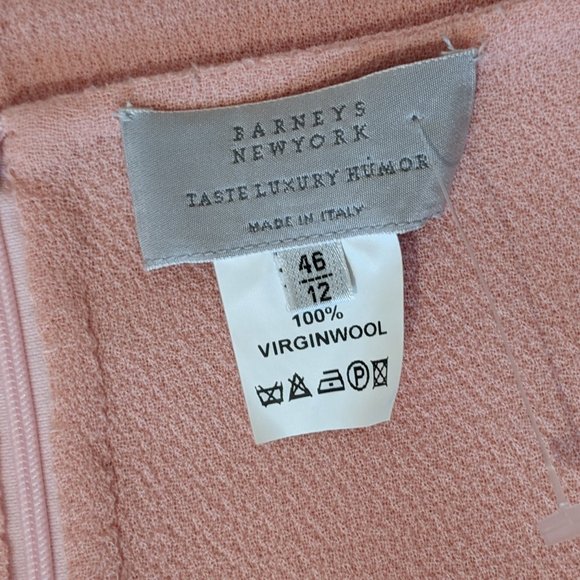 BARNEYS
NEWYORK
TASTE LUXURY HUMOR
MADE IN ITALY
46
12
100%
VIRGINWOOL
P